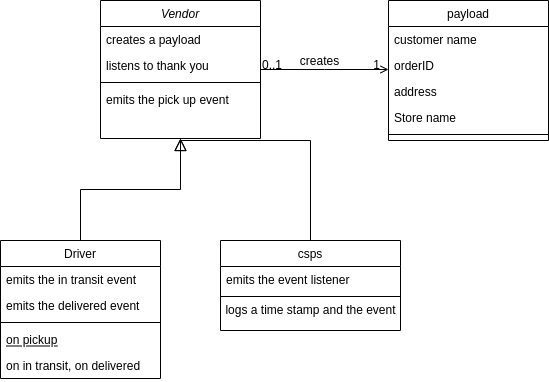 Vendor
creates a payload
listens to thank you
emits the pick up event
0..1
creates
1
payload
customer name
orderID
address
Store name
Driver
emits the in transit event
emits the delivered event
on pickup
on in transit, on delivered
csps
emits the event listener
logs a time stamp and the event